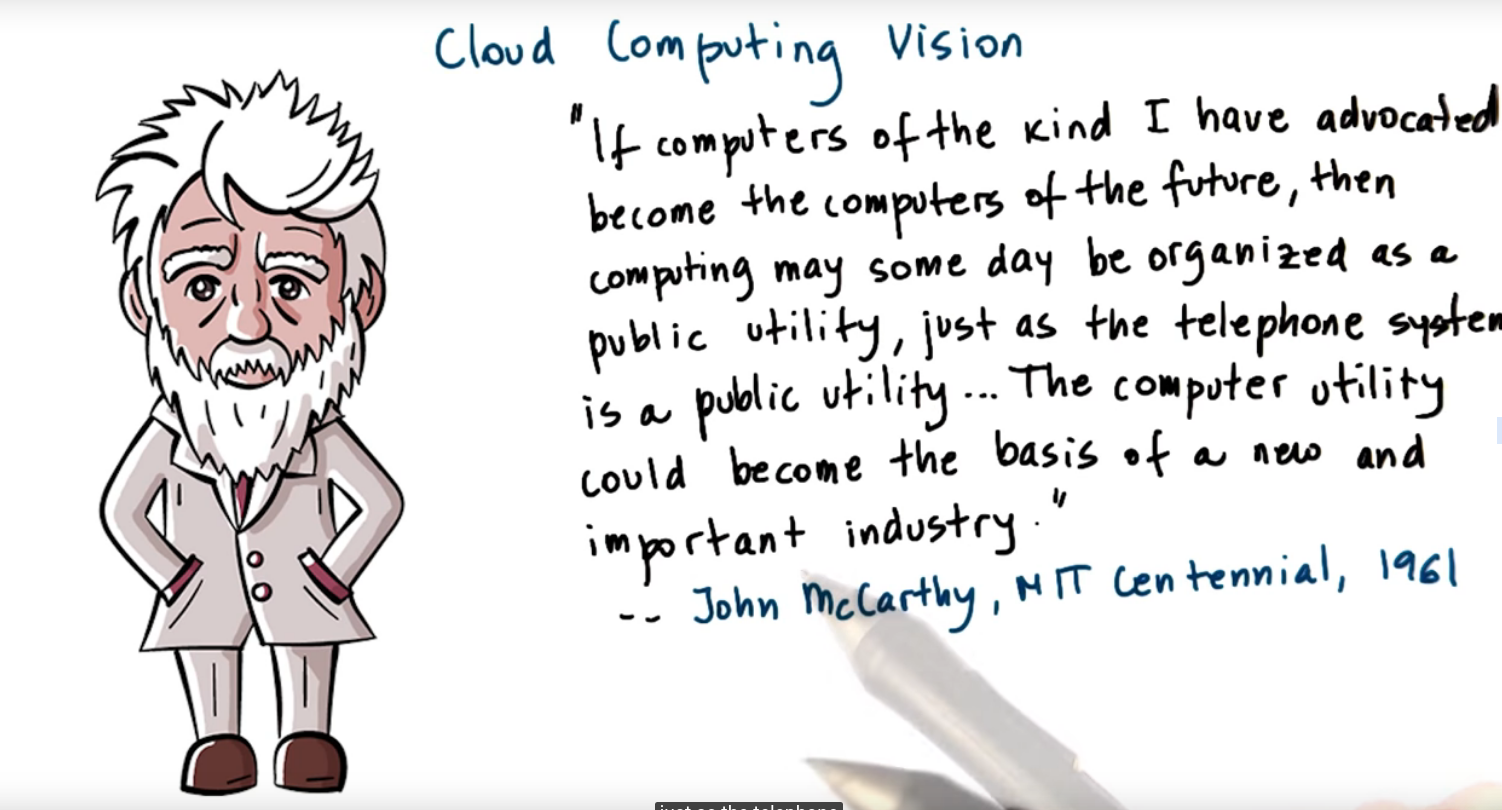 Cloud Computing Vision
"If computers of the kind I have advocated
become the computers of the future, then
computing may some day be organized as a
public utility, just as the telephone system
is a public utility... The computer utility
could become the basis of a new and
important industry."
-- John McCarthy, MIT Centennial, 1961
just as the telephone